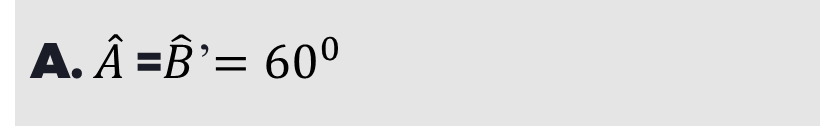 A. Â =B̂’= 60⁰